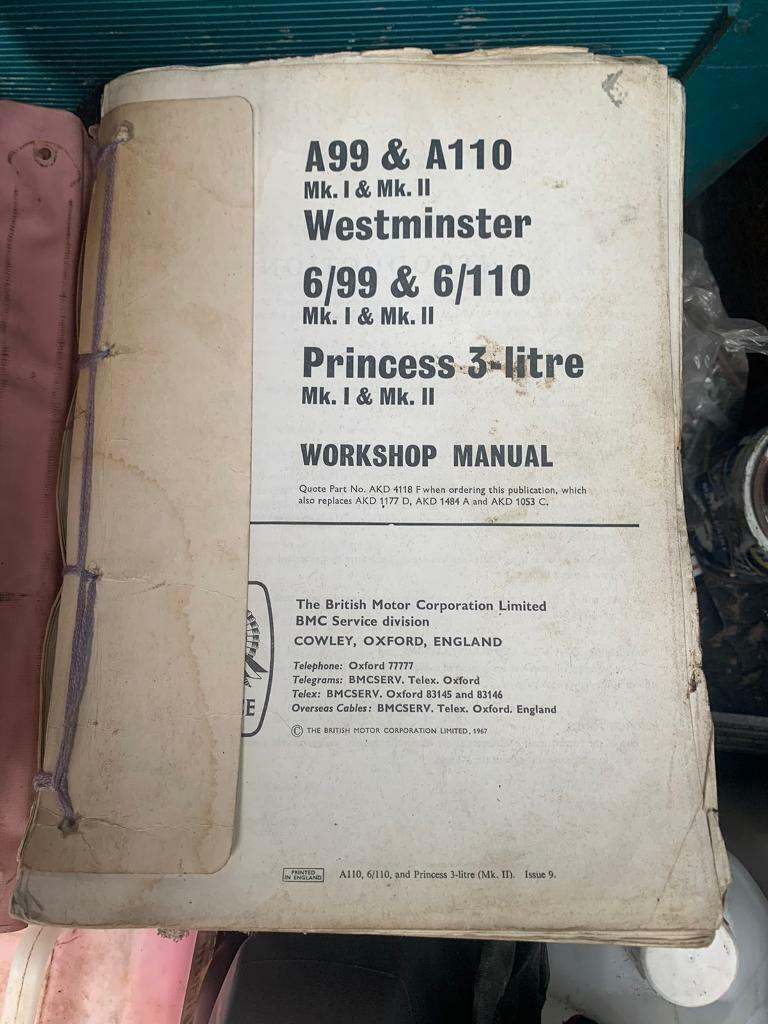 A99 & A110
Mk. I & Mk. II
Westminster
6/99 & 6/110
Mk. I & Mk. II
Princess 3-litre
Mk. I & Mk. II
WORKSHOP MANUAL
Quote Part No. AKD 4118 F when ordering this publication, which
also replaces AKD 1177 D, AKD 1484 A and AKD 1053 C.
The British Motor Corporation Limited
BMC Service division
COWLEY, OXFORD, ENGLAND
Telephone: Oxford 77777
Telegrams: BMCSERV. Telex. Oxford
Telex: BMCSERV. Oxford 83145 and 83146
Overseas Cables: BMCSERV. Telex. Oxford. England
© THE BRITISH MOTOR CORPORATION LIMITED, 1967
PRINTED
IN ENGLAND
A110, 6/110, and Princess 3-litre (Mk. II). Issue 9.